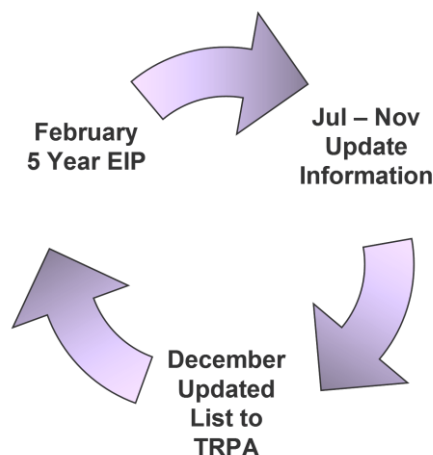 February
5 Year EIP
Jul – Nov
Update
Information
December
Updated
List to
TRPA